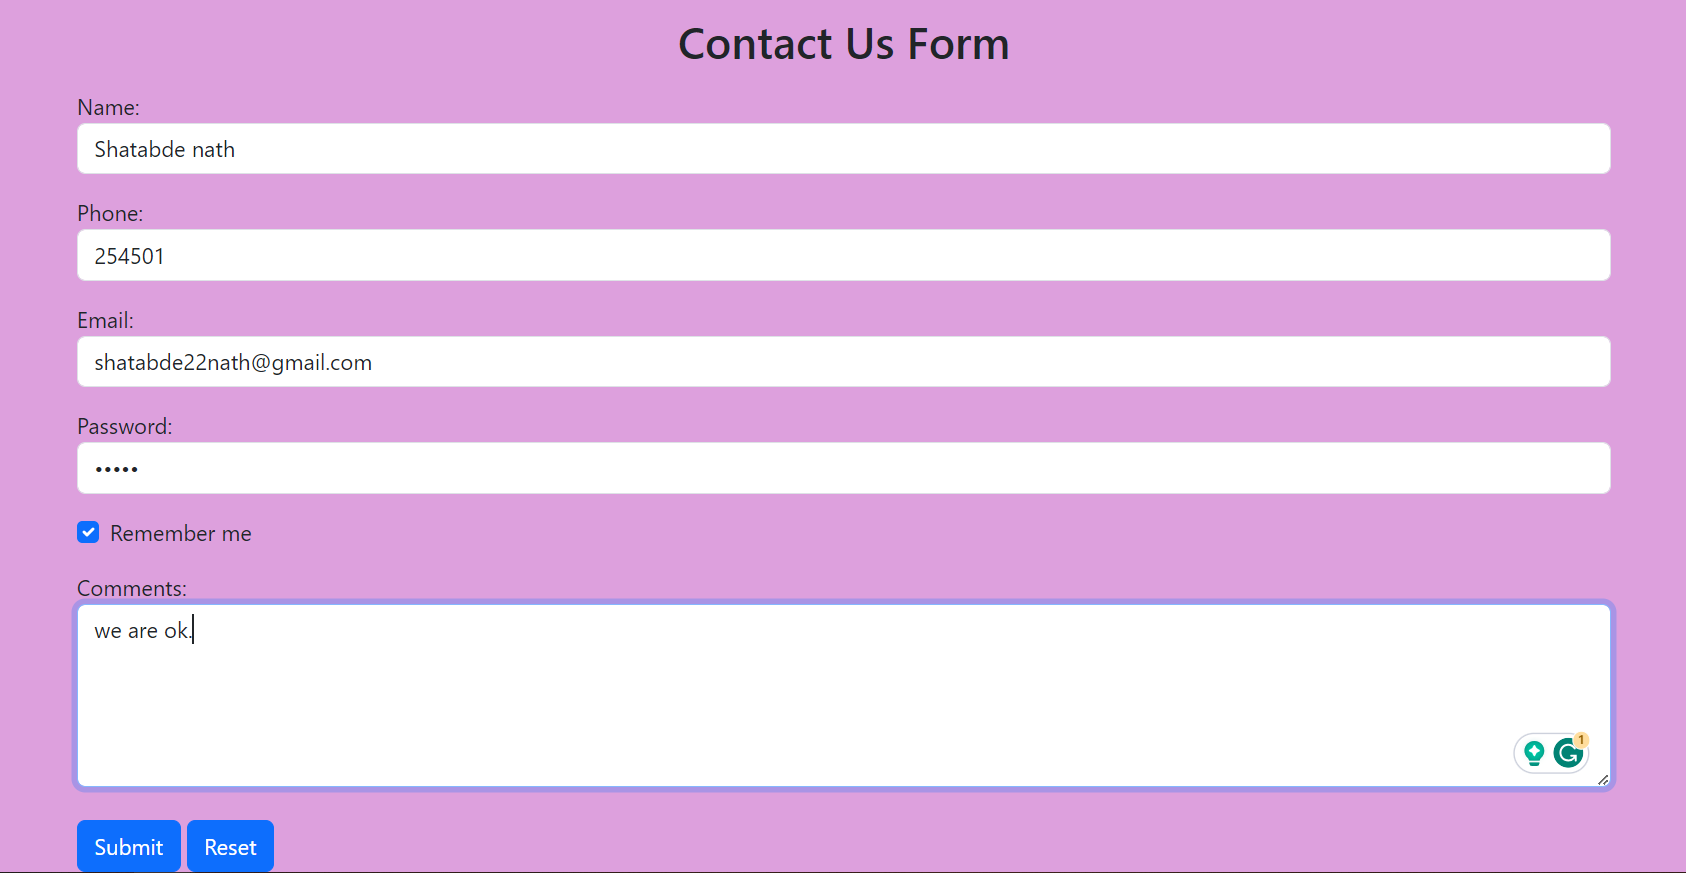 Contact Us Form
Name:
Shatabde nath
Phone:
254501
Email:
shatabde22nath@gmail.com
Password:
•••••
Remember me
Comments:
we are ok.
1
Submit Reset